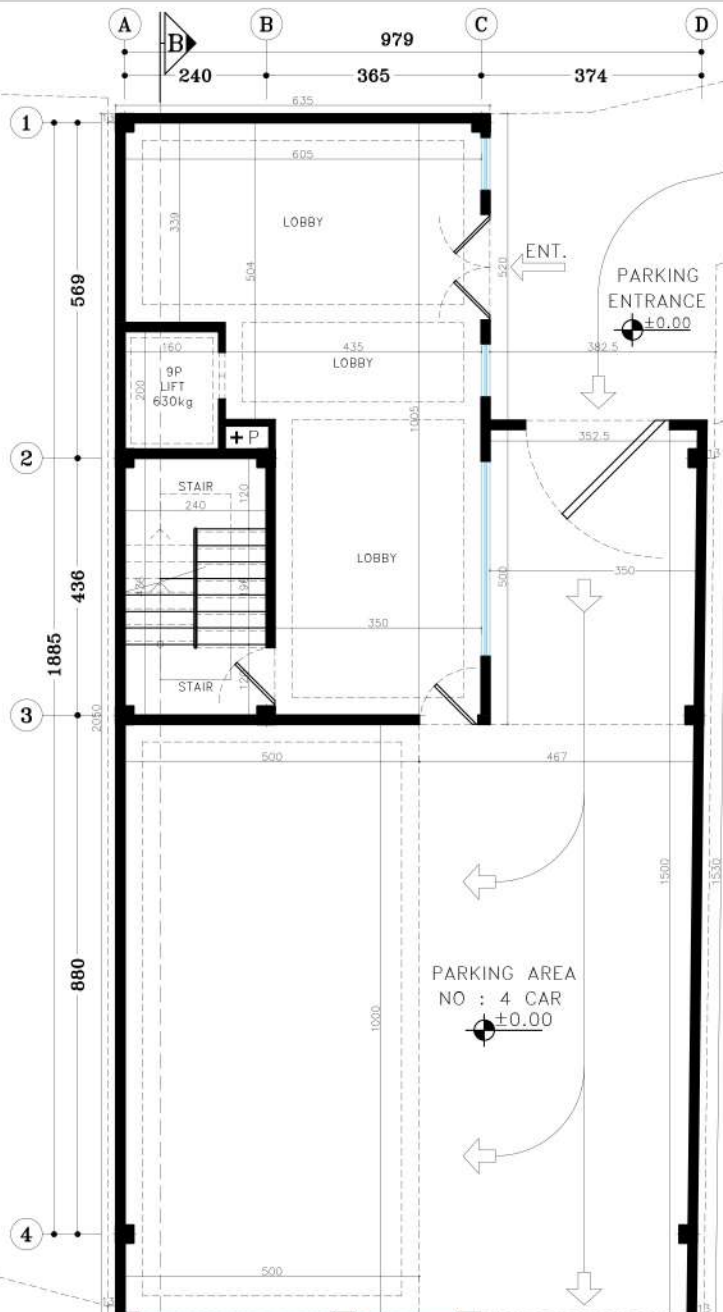 A
B
C
D
B
979
240
365
374
635
1
605
339
LOBBY
504
ENT.
520
PARKING
ENTRANCE
±0.00
569
160
435
382.5
LOBBY
9P
LIFT
630kg
200
1005
+ P
352.5
2
STAIR
240
120
LOBBY
436
500
350
350
1885
STAIR
3
2050
500
467
1500
1530
880
PARKING AREA
NO : 4 CAR
±0.00
1000
4
500